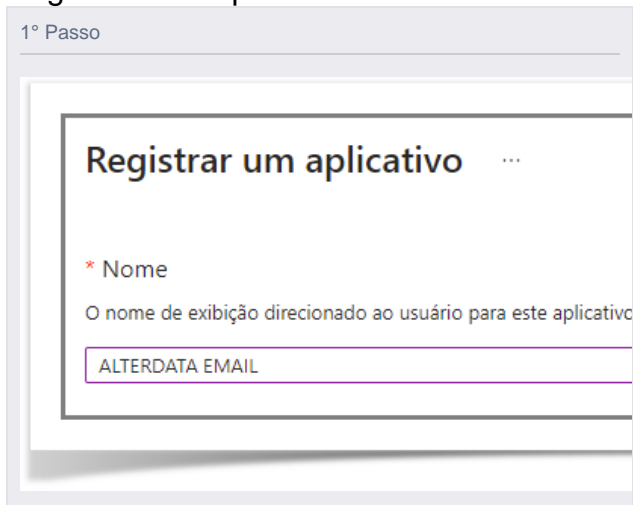 1° Passo
Registrar um aplicativo ...
* Nome
O nome de exibição direcionado ao usuário para este aplicativo
ALTERDATA EMAIL